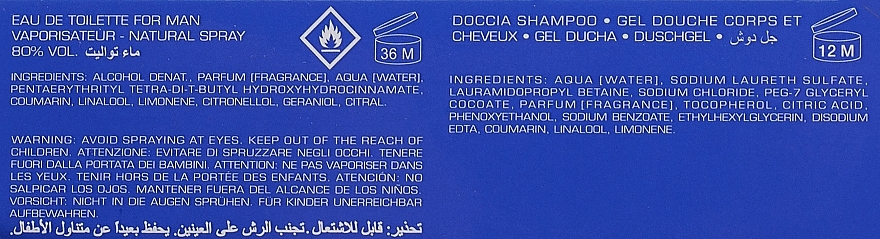 EAU DE TOILETTE FOR MAN
VAPORISATEUR - NATURAL SPRAY
80% VOL. ماء تواليت
36 M
INGREDIENTS: ALCOHOL DENAT., PARFUM [FRAGRANCE], AQUA [WATER],
PENTAERYTHRITYL TETRA-DI-T-BUTYL HYDROXYHYDROCINNAMATE,
COUMARIN, LINALOOL, LIMONENE, CITRONELLOL, GERANIOL, CITRAL.
WARNING: AVOID SPRAYING AT EYES. KEEP OUT OF THE REACH OF
CHILDREN. ATTENZIONE: EVITARE DI SPRUZZARE NEGLI OCCHI. TENERE
FUORI DALLA PORTATA DEI BAMBINI. ATTENTION: NE PAS VAPORISER DANS
LES YEUX. TENIR HORS DE LA PORTÉE DES ENFANTS. ATENCIÓN: NO
SALPICAR LOS OJOS. MANTENER FUERA DEL ALCANCE DE LOS NIÑOS.
VORSICHT: NICHT IN DIE AUGEN SPRÜHEN. FÜR KINDER UNERREICHBAR
AUFBEWAHREN.
تحذير: قابل للاشتعال. تجنب الرش على العينين. يحفظ بعيداً عن متناول الأطفال.
DOCCIA SHAMPOO • GEL DOUCHE CORPS ET
CHEVEUX • GEL DUCHA • DUSCHGEL • جل دوش
12 M
INGREDIENTS: AQUA [WATER], SODIUM LAURETH SULFATE,
LAURAMIDOPROPYL BETAINE, SODIUM CHLORIDE, PEG-7 GLYCERYL
COCOATE, PARFUM [FRAGRANCE], TOCOPHEROL, CITRIC ACID,
PHENOXYETHANOL, SODIUM BENZOATE, ETHYLHEXYLGLYCERIN, DISODIUM
EDTA, COUMARIN, LINALOOL, LIMONENE.